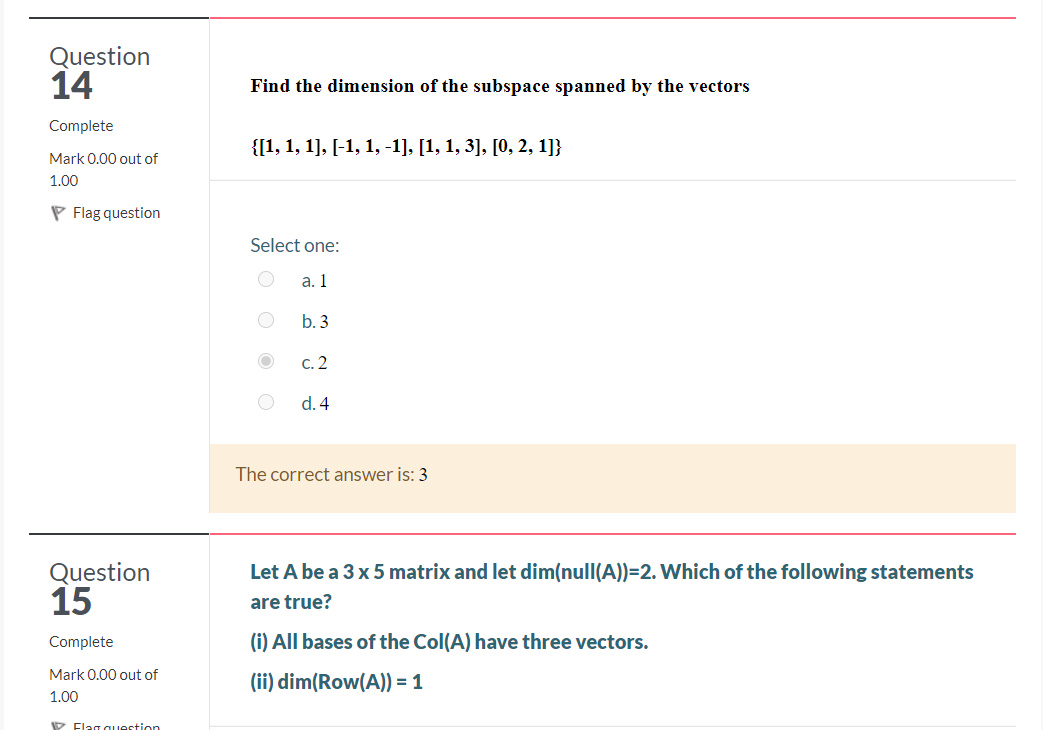 Question
14
Complete
Mark 0.00 out of
1.00
Flag question
Find the dimension of the subspace spanned by the vectors
{[1, 1, 1], [-1, 1, -1], [1, 1, 3], [0, 2, 1]}
Select one:
a. 1
b. 3
c. 2
d. 4
The correct answer is: 3
Question
15
Complete
Mark 0.00 out of
1.00
Flag question
Let A be a 3 x 5 matrix and let dim(null(A))=2. Which of the following statements
are true?
(i) All bases of the Col(A) have three vectors.
(ii) dim(Row(A)) = 1